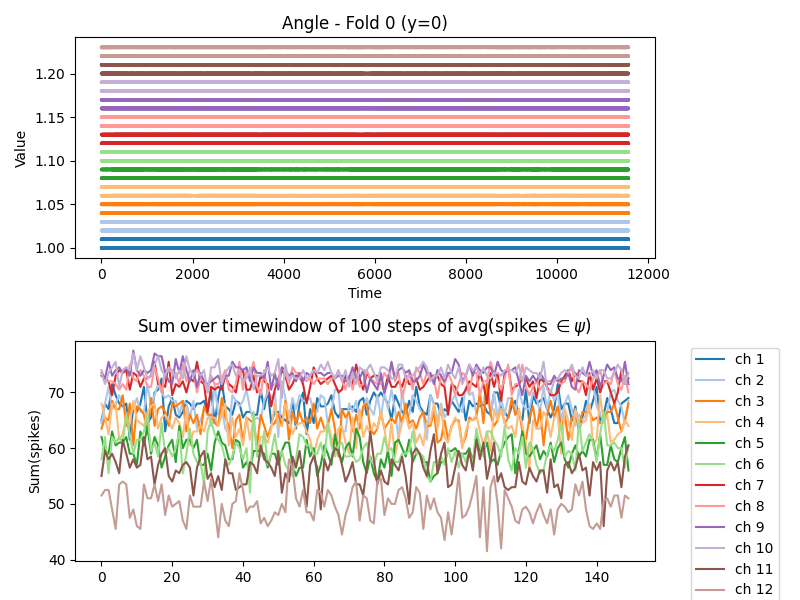 Angle - Fold 0 (y=0)
Value
1.20
1.15
1.10
1.05
1.00
0 2000 4000 6000 8000 10000 12000
Time
Sum over timewindow of 100 steps of avg(spikes ∈ ψ)
Sum(spikes)
70
60
50
40
0 20 40 60 80 100 120 140
ch 1
ch 2
ch 3
ch 4
ch 5
ch 6
ch 7
ch 8
ch 9
ch 10
ch 11
ch 12